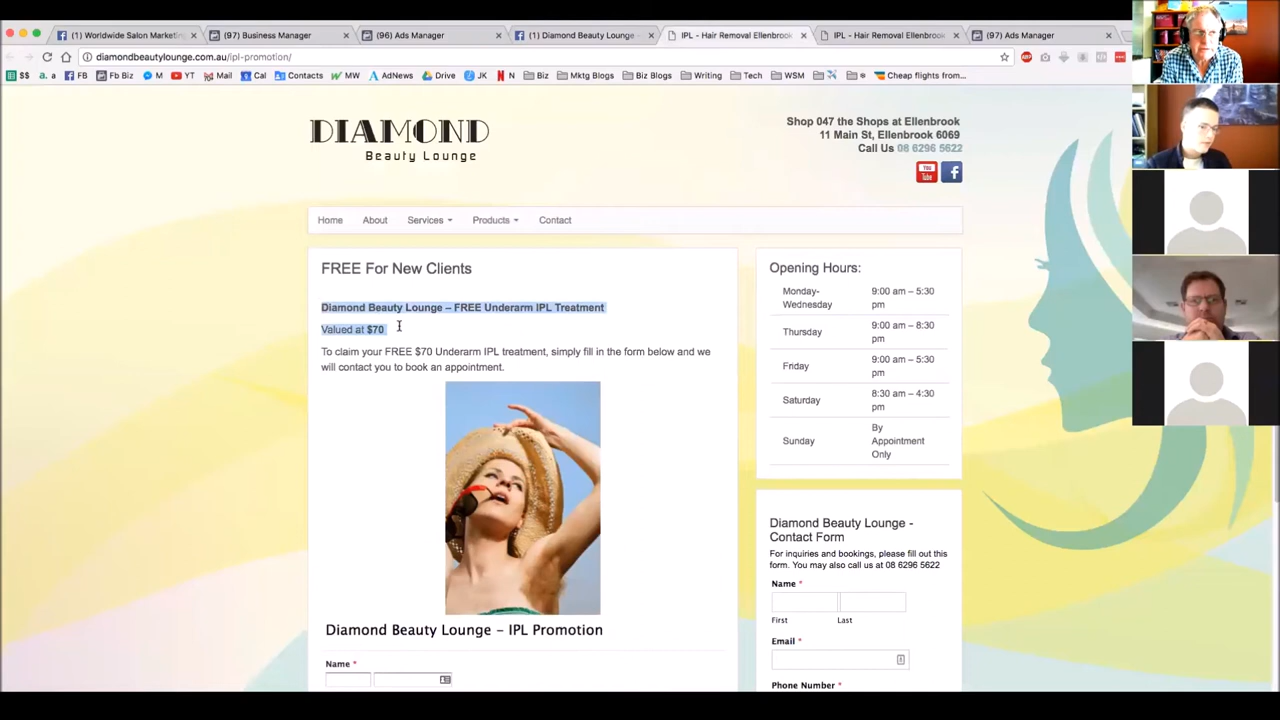 (1) Worldwide Salon Marketing
(97) Business Manager
(96) Ads Manager
(1) Diamond Beauty Lounge -
IPL - Hair Removal Ellenbrook
IPL - Hair Removal Ellenbrook
(97) Ads Manager
diamondbeautylounge.com.au/ipl-promotion/
$$
a. a
FB
Fb Biz
M
YT
Cal
Contacts
MW
AdNews
Drive
JK
N
Biz
Mktg Blogs
Biz Blogs
Writing
Tech
WSM
Cheap flights from...
DIAMOND
Beauty Lounge
Shop 047 the Shops at Ellenbrook
11 Main St, Ellenbrook 6069
Call Us 08 6296 5622
You
Tube
Home About Services Products Contact
FREE For New Clients
Diamond Beauty Lounge – FREE Underarm IPL Treatment
Valued at $70
To claim your FREE $70 Underarm IPL treatment, simply fill in the form below and we
will contact you to book an appointment.
Diamond Beauty Lounge – IPL Promotion
Name *
Opening Hours:
Monday- 9:00 am – 5:30
Wednesday pm
Thursday 9:00 am – 8:30
pm
Friday 9:00 am – 5:30
pm
Saturday 8:30 am – 4:30
pm
Sunday By
Appointment
Only
Diamond Beauty Lounge -
Contact Form
For inquiries and bookings, please fill out this
form. You may also call us at 08 6296 5622
Name *
First Last
Email *
Phone Number *